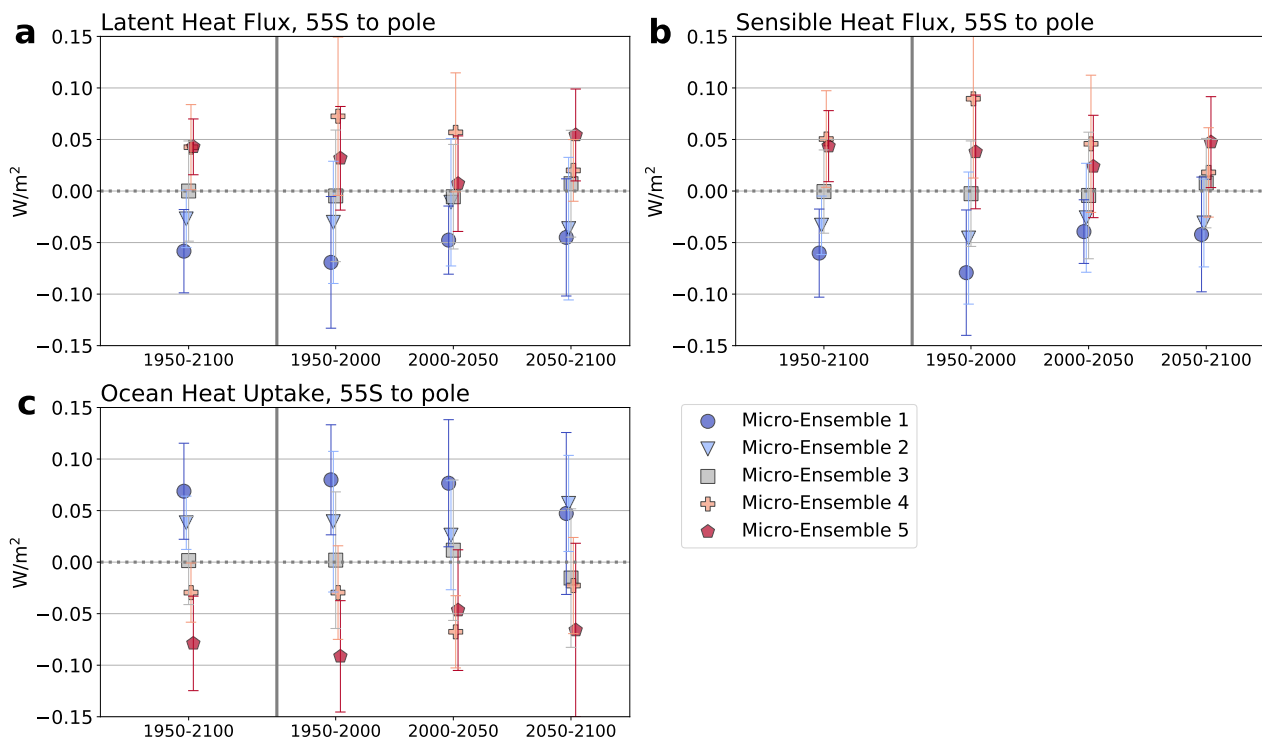 a
Latent Heat Flux, 55S to pole
W/m²
0.15
0.10
0.05
0.00
−0.05
−0.10
−0.15
1950-2100
1950-2000
2000-2050
2050-2100
b
Sensible Heat Flux, 55S to pole
W/m²
0.15
0.10
0.05
0.00
−0.05
−0.10
−0.15
1950-2100
1950-2000
2000-2050
2050-2100
c
Ocean Heat Uptake, 55S to pole
W/m²
0.15
0.10
0.05
0.00
−0.05
−0.10
−0.15
1950-2100
1950-2000
2000-2050
2050-2100
Micro-Ensemble 1
Micro-Ensemble 2
Micro-Ensemble 3
Micro-Ensemble 4
Micro-Ensemble 5